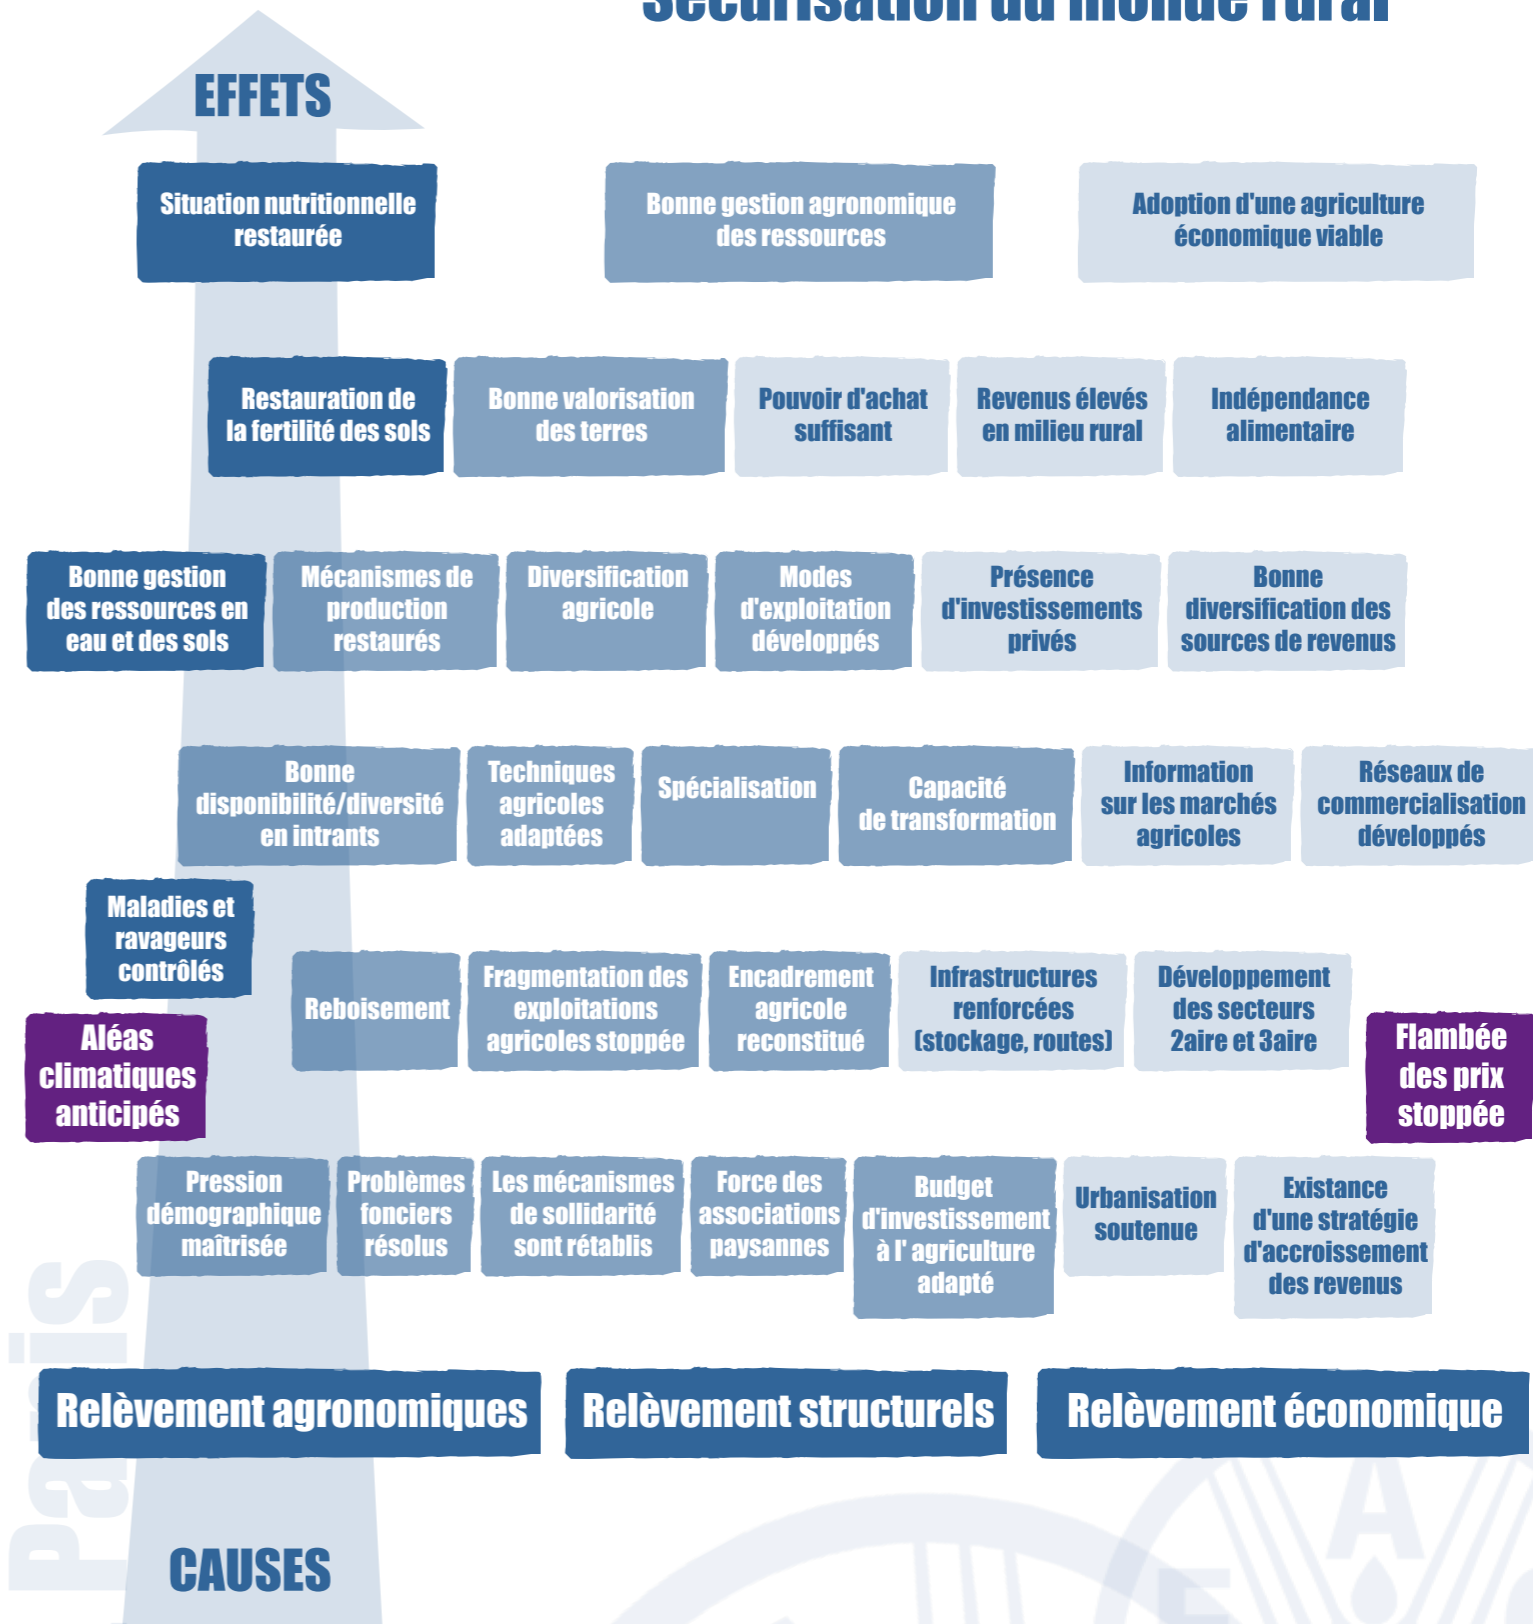 Sécurisation du monde rural
EFFETS
Situation nutritionnelle
restaurée
Bonne gestion agronomique
des ressources
Adoption d'une agriculture
économique viable
Restauration de
la fertilité des sols
Bonne valorisation
des terres
Pouvoir d'achat
suffisant
Revenus élevés
en milieu rural
Indépendance
alimentaire
Bonne gestion
des ressources en
eau et des sols
Mécanismes de
production
restaurés
Diversification
agricole
Modes
d'exploitation
développés
Présence
d'investissements
privés
Bonne
diversification des
sources de revenus
Bonne
disponibilité/diversité
en intrants
Techniques
agricoles
adaptées
Spécialisation
Capacité
de transformation
Information
sur les marchés
agricoles
Réseaux de
commercialisation
développés
Maladies et
ravageurs
contrôlés
Reboisement
Fragmentation des
exploitations
agricoles stoppée
Encadrement
agricole
reconstitué
Infrastructures
renforcées
(stockage, routes)
Développement
des secteurs
2aire et 3aire
Aléas
climatiques
anticipés
Flambée
des prix
stoppée
Pression
démographique
maîtrisée
Problèmes
fonciers
résolus
Les mécanismes
de sollidarité
sont rétablis
Force des
associations
paysannes
Budget
d'investissement
à l' agriculture
adapté
Urbanisation
soutenue
Existance
d'une stratégie
d'accroissement
des revenus
Relèvement agronomiques
Relèvement structurels
Relèvement économique
CAUSES
Paris
F A